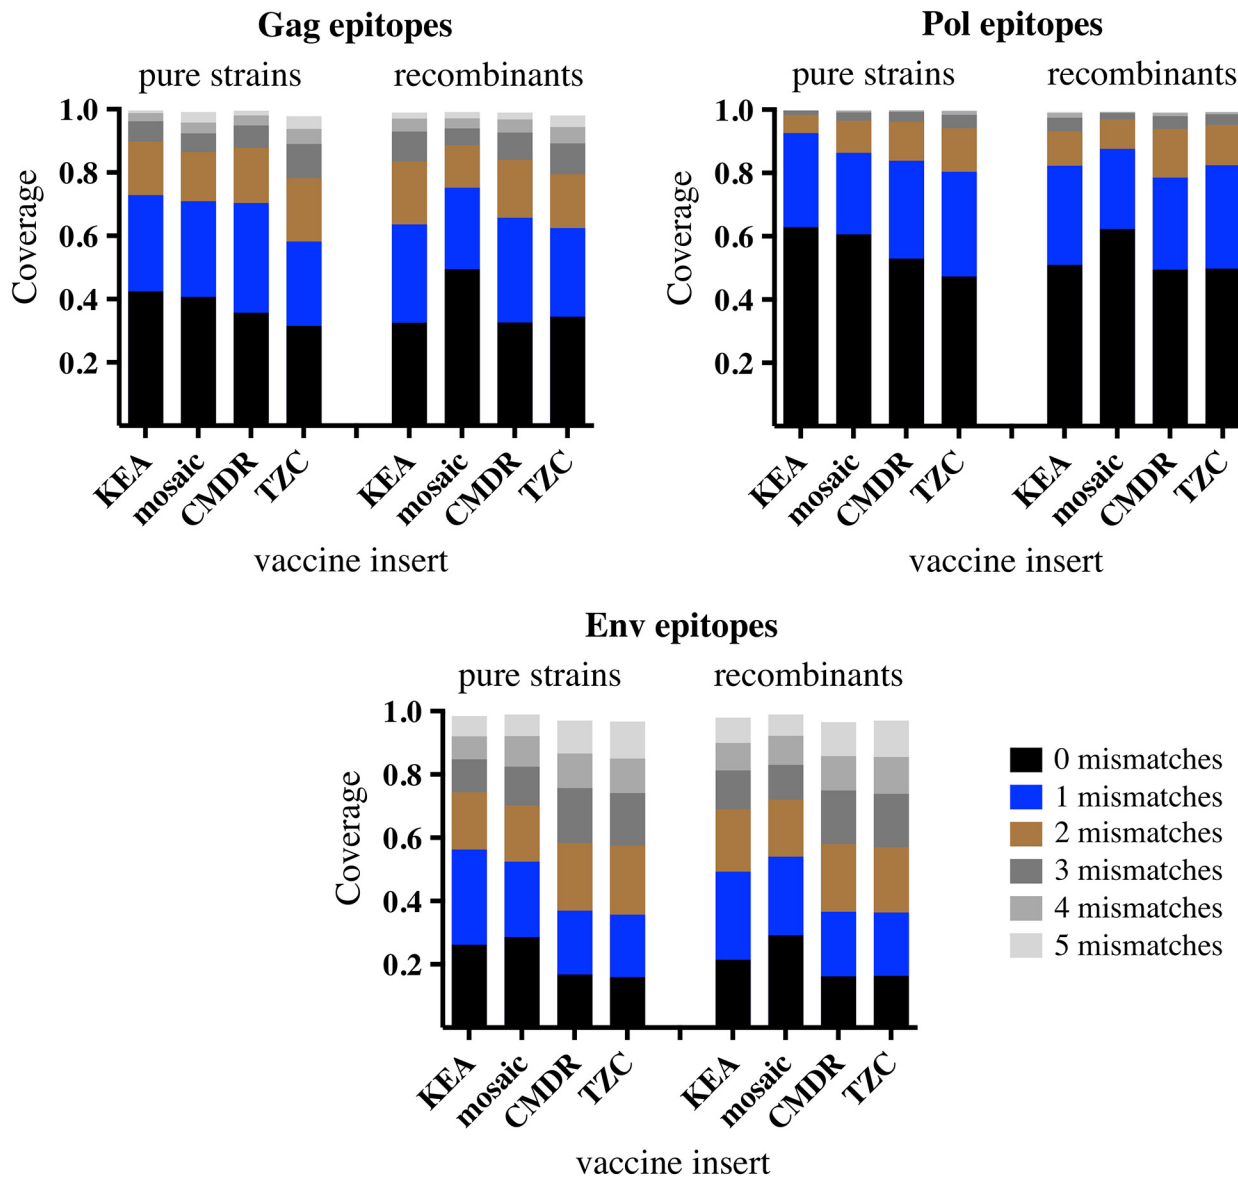 Gag epitopes
pure strains recombinants
Coverage
1.0
0.8
0.6
0.4
0.2
KEA mosaic CMDR TZC KEA mosaic CMDR TZC
vaccine insert
Pol epitopes
pure strains recombinants
Coverage
1.0
0.8
0.6
0.4
0.2
KEA mosaic CMDR TZC KEA mosaic CMDR TZC
vaccine insert
Env epitopes
pure strains recombinants
Coverage
1.0
0.8
0.6
0.4
0.2
KEA mosaic CMDR TZC KEA mosaic CMDR TZC
vaccine insert
0 mismatches
1 mismatches
2 mismatches
3 mismatches
4 mismatches
5 mismatches